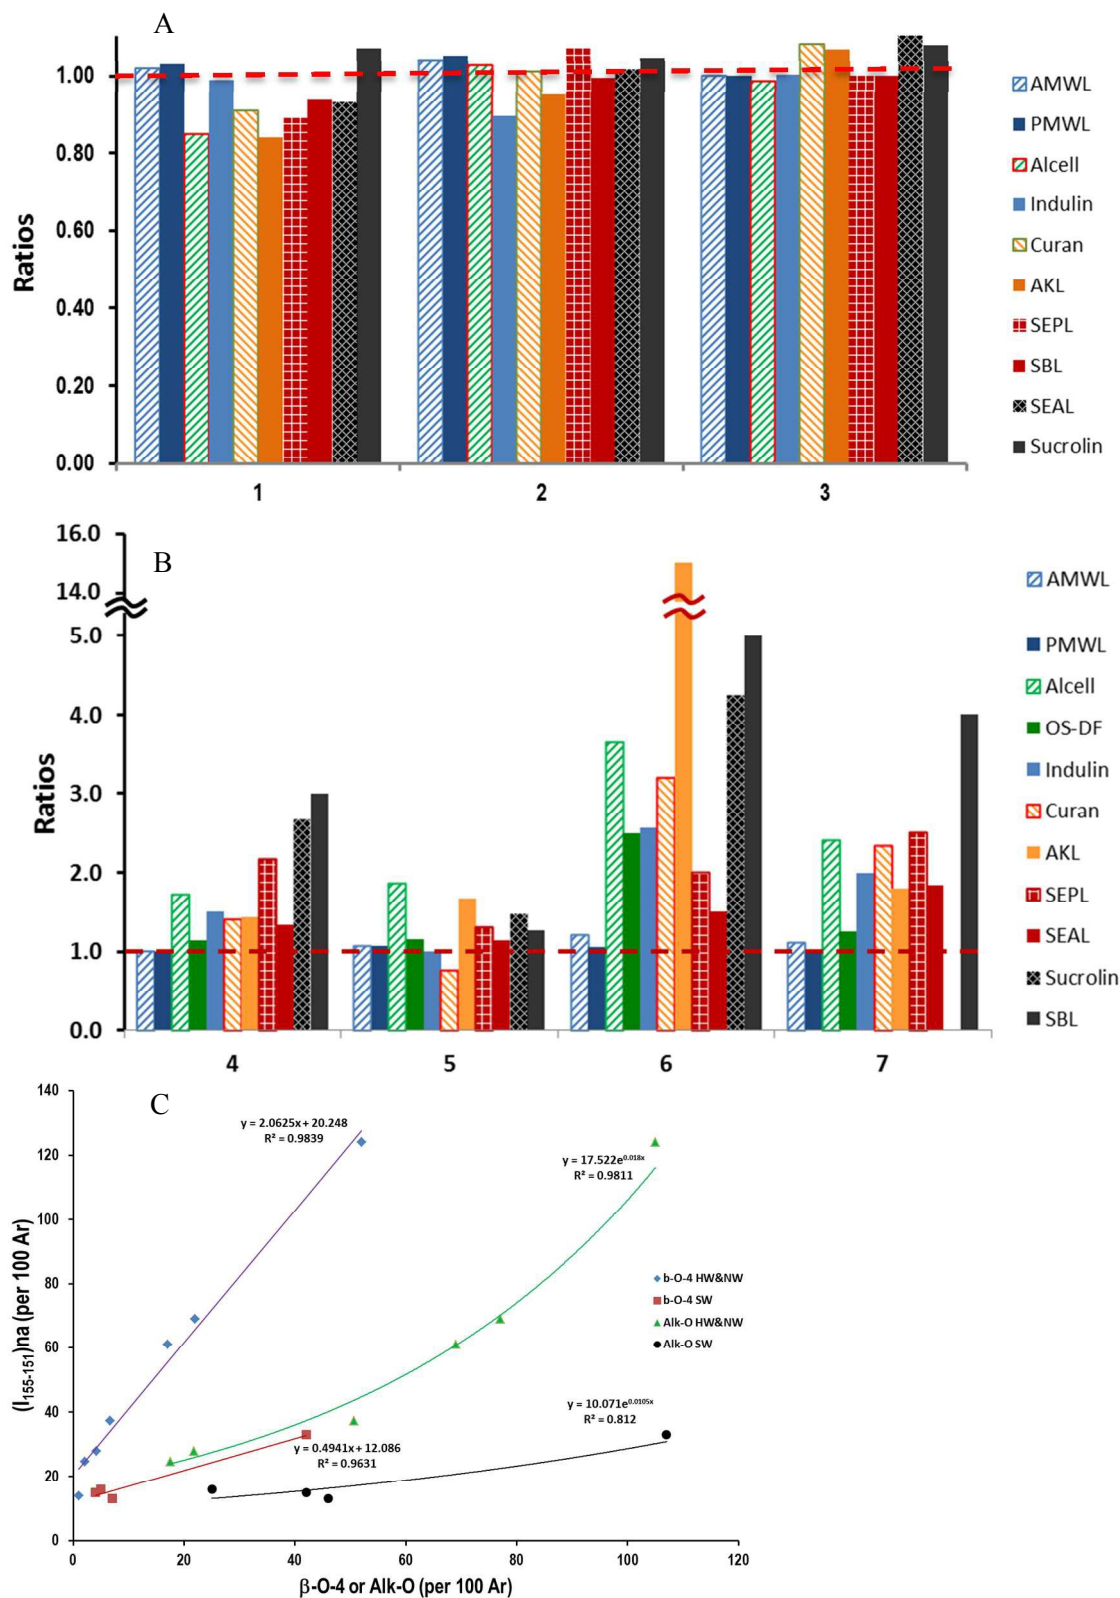 A
1.00
0.80
0.60
0.40
0.20
0.00
Ratios
1 2 3
AMWL
PMWL
Alcell
Indulin
Curan
AKL
SEPL
SBL
SEAL
Sucrolin
B
16.0
14.0
5.0
4.0
3.0
2.0
1.0
0.0
Ratios
4 5 6 7
AMWL
PMWL
Alcell
OS-DF
Indulin
Curan
AKL
SEPL
SEAL
Sucrolin
SBL
C
140
120
100
80
60
40
20
0
(I155-151)na (per 100 Ar)
y = 2.0625x + 20.248
R² = 0.9839
y = 17.522e^0.018x
R² = 0.9811
b-O-4 HW&NW
b-O-4 SW
Alk-O HW&NW
Alk-O SW
y = 10.071e^0.0105x
R² = 0.812
y = 0.4941x + 12.086
R² = 0.9631
0 20 40 60 80 100 120
β-O-4 or Alk-O (per 100 Ar)